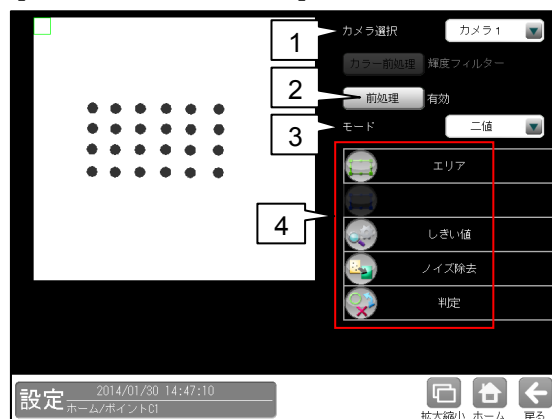 1
カメラ選択
カメラ1
カラー前処理
輝度フィルター
2
前処理
有効
3
モード
二値
4
エリア
しきい値
ノイズ除去
判定
設定
2014/01/30 14:47:10
ホーム/ポイントC1
拡大縮小
ホーム
戻る